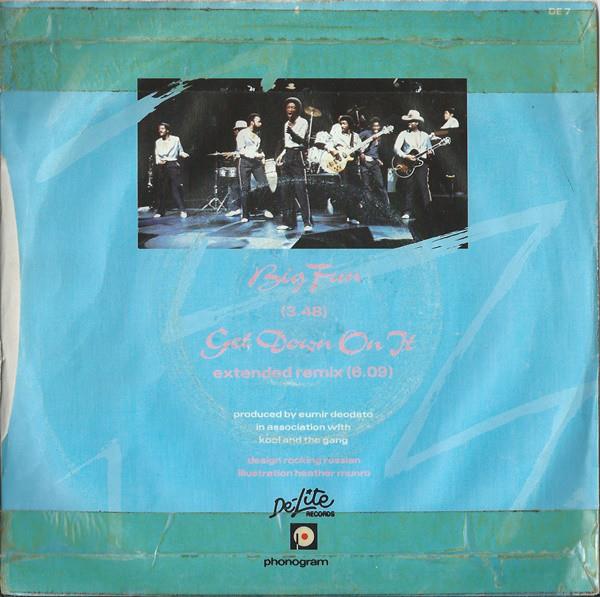 DE 7
Big Fun
(3.48)
Get Down On It
extended remix (6.09)
produced by eumir deodato
in association with
kool and the gang
design rocking russian
illustration heather munro
De-Lite
RECORDS
phonogram